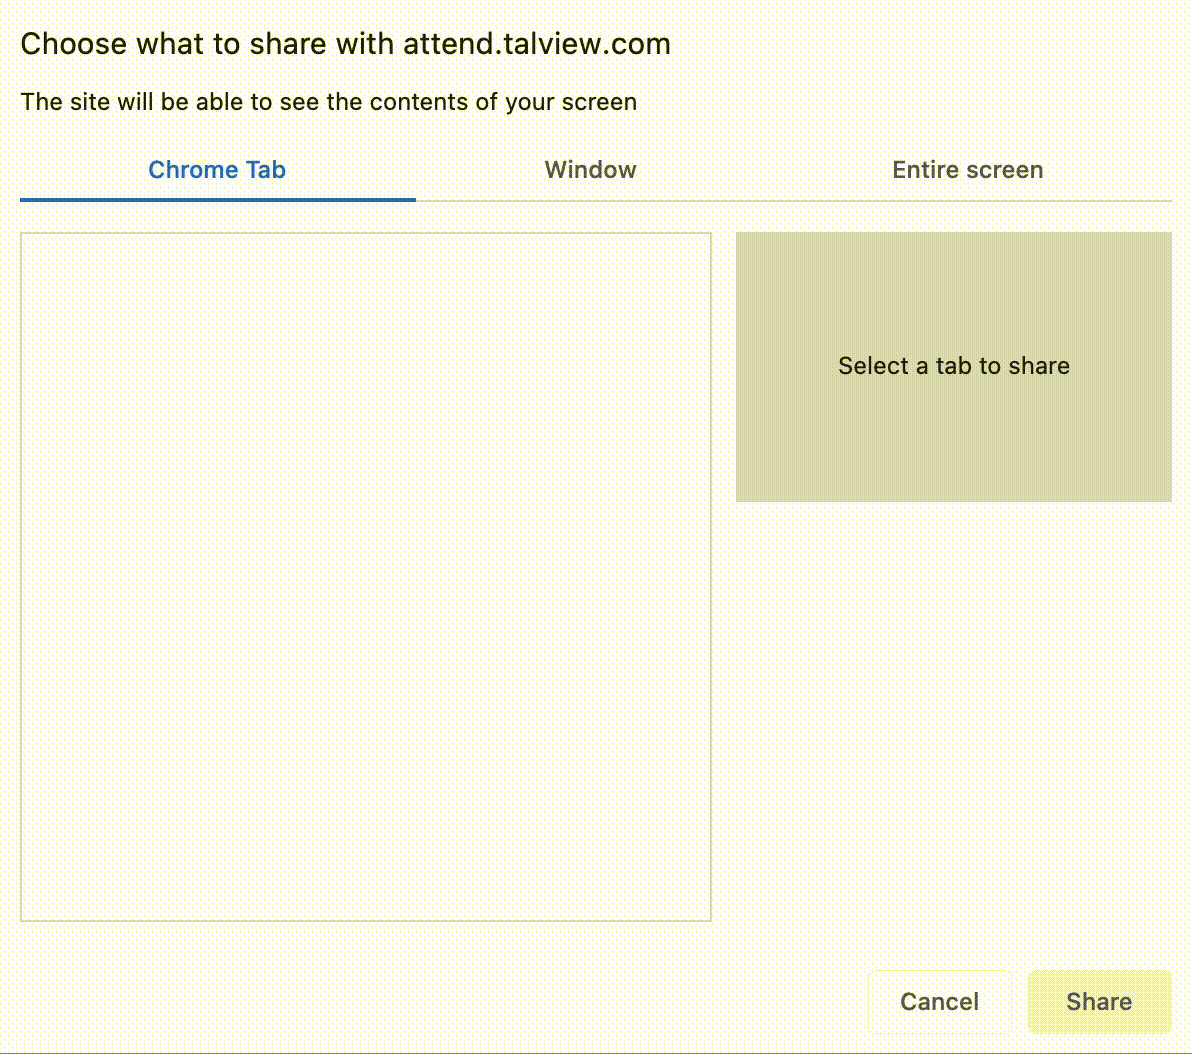 Choose what to share with attend.talview.com
The site will be able to see the contents of your screen
Chrome Tab
Window
Entire screen
Select a tab to share
Cancel
Share